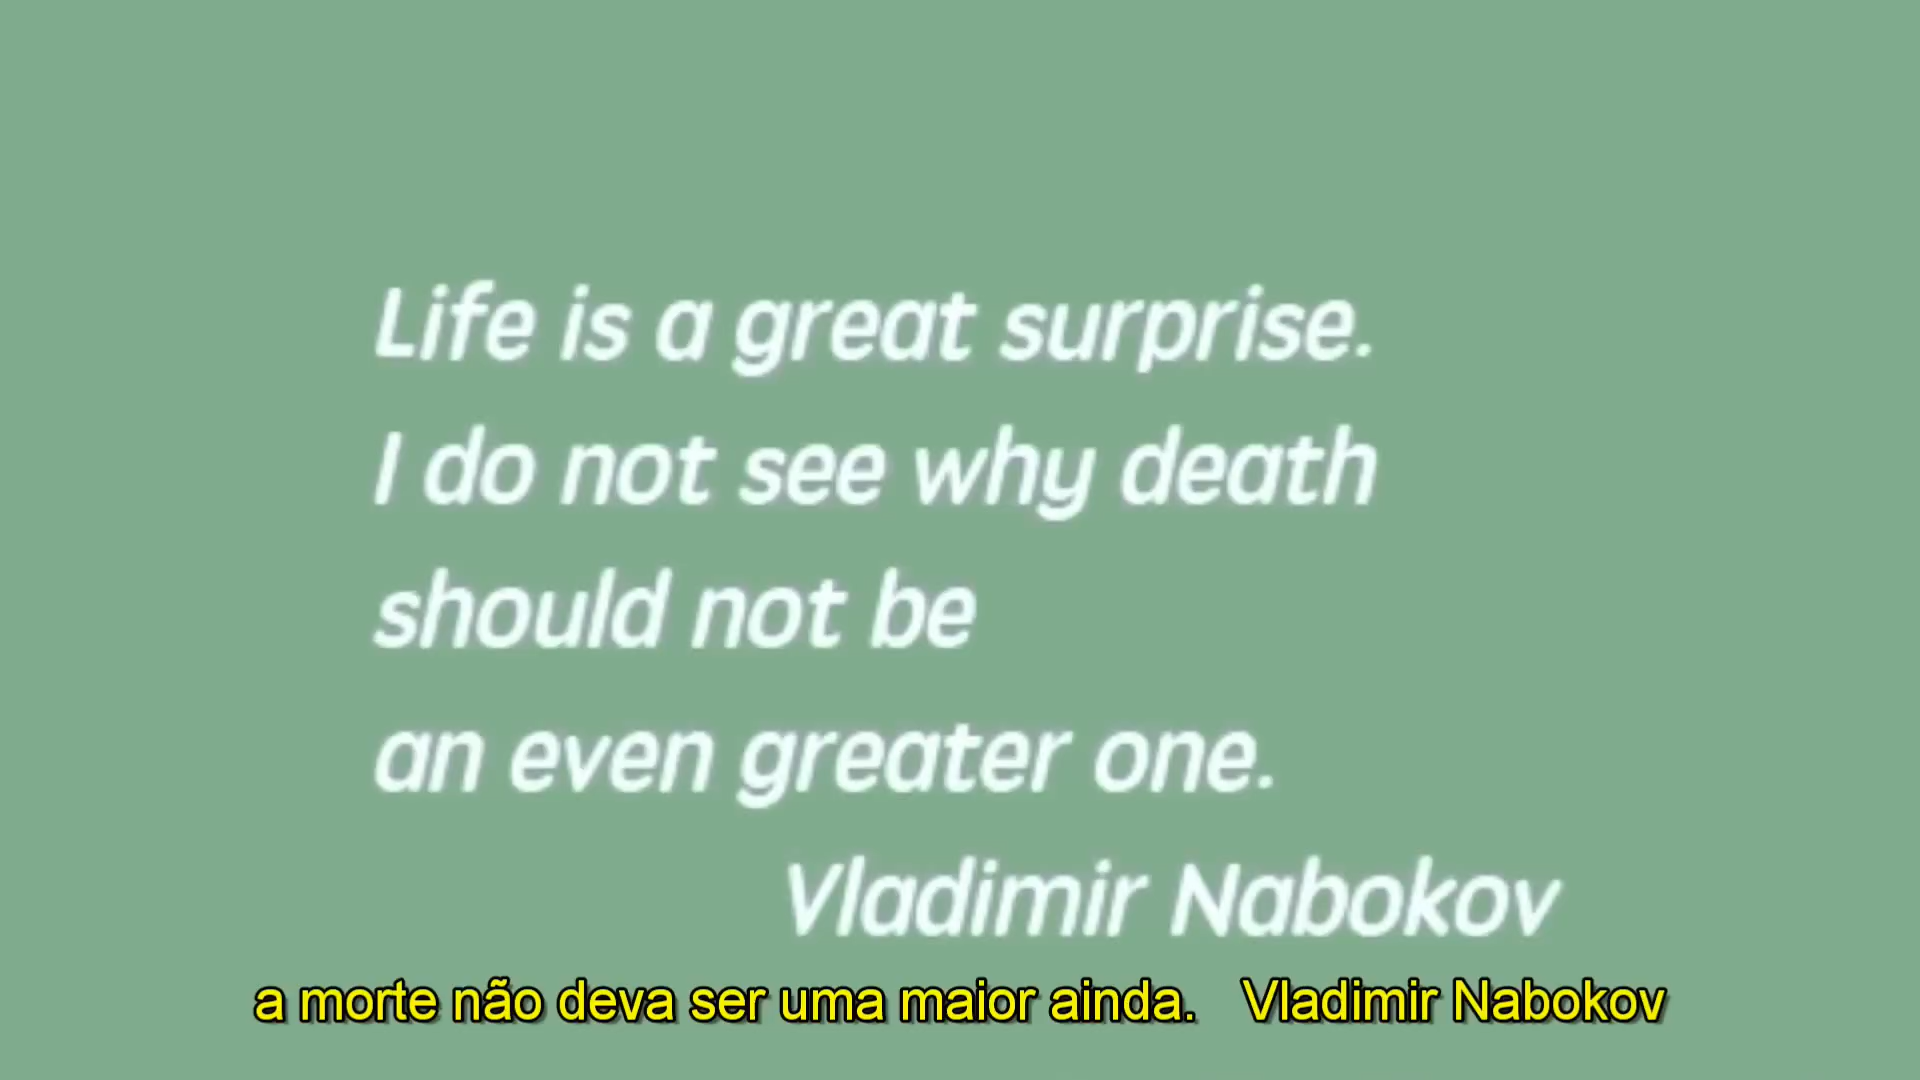 Life is a great surprise.
I do not see why death
should not be
an even greater one.
Vladimir Nabokov
a morte não deva ser uma maior ainda. Vladimir Nabokov